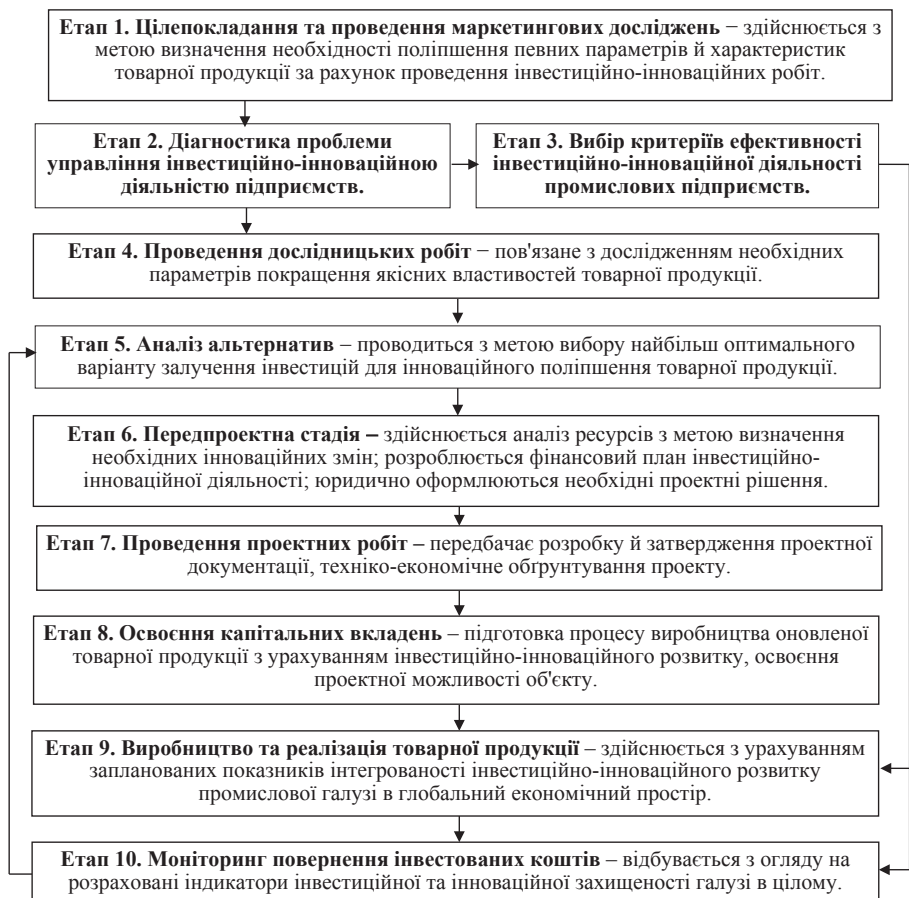 Етап 1. Цілепокладання та проведення маркетингових досліджень – здійснюється з
метою визначення необхідності поліпшення певних параметрів й характеристик
товарної продукції за рахунок проведення інвестиційно-інноваційних робіт.
Етап 2. Діагностика проблеми
управління інвестиційно-інноваційною
діяльністю підприємств.
Етап 3. Вибір критеріїв ефективності
інвестиційно-інноваційної діяльності
промислових підприємств.
Етап 4. Проведення дослідницьких робіт – пов'язане з дослідженням необхідних
параметрів покращення якісних властивостей товарної продукції.
Етап 5. Аналіз альтернатив – проводиться з метою вибору найбільш оптимального
варіанту залучення інвестицій для інноваційного поліпшення товарної продукції.
Етап 6. Передпроектна стадія – здійснюється аналіз ресурсів з метою визначення
необхідних інноваційних змін; розроблюється фінансовий план інвестиційно-
інноваційної діяльності; юридично оформлюються необхідні проектні рішення.
Етап 7. Проведення проектних робіт – передбачає розробку й затвердження проектної
документації, техніко-економічне обґрунтування проекту.
Етап 8. Освоєння капітальних вкладень – підготовка процесу виробництва оновленої
товарної продукції з урахуванням інвестиційно-інноваційного розвитку, освоєння
проектної можливості об'єкту.
Етап 9. Виробництво та реалізація товарної продукції – здійснюється з урахуванням
запланованих показників інтегрованості інвестиційно-інноваційного розвитку
промислової галузі в глобальний економічний простір.
Етап 10. Моніторинг повернення інвестованих коштів – відбувається з огляду на
розраховані індикатори інвестиційної та інноваційної захищеності галузі в цілому.